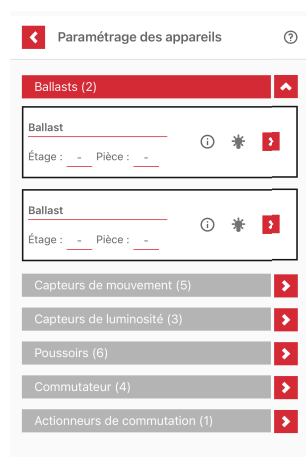 Paramétrage des appareils
Ballasts (2)
Ballast
Étage : - Pièce : -
Ballast
Étage : - Pièce : -
Capteurs de mouvement (5)
Capteurs de luminosité (3)
Poussoirs (6)
Commutateur (4)
Actionneurs de commutation (1)